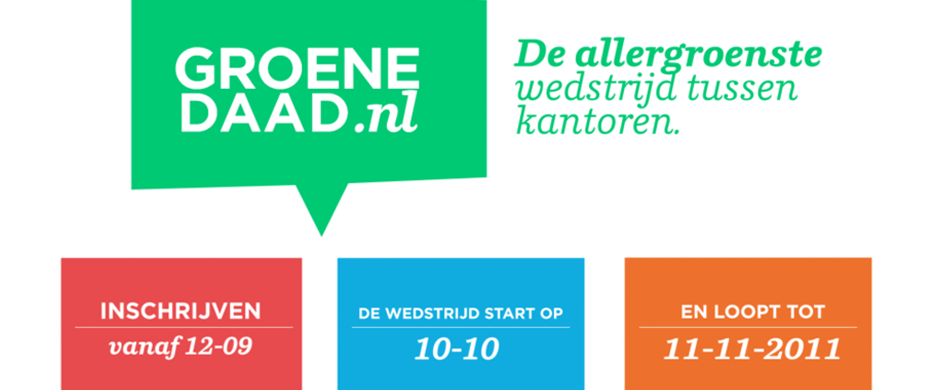 GROENE
DAAD.nl
De allergroenste
wedstrijd tussen
kantoren.
INSCHRIJVEN
vanaf 12-09
DE WEDSTRIJD START OP
10-10
EN LOOPT TOT
11-11-2011